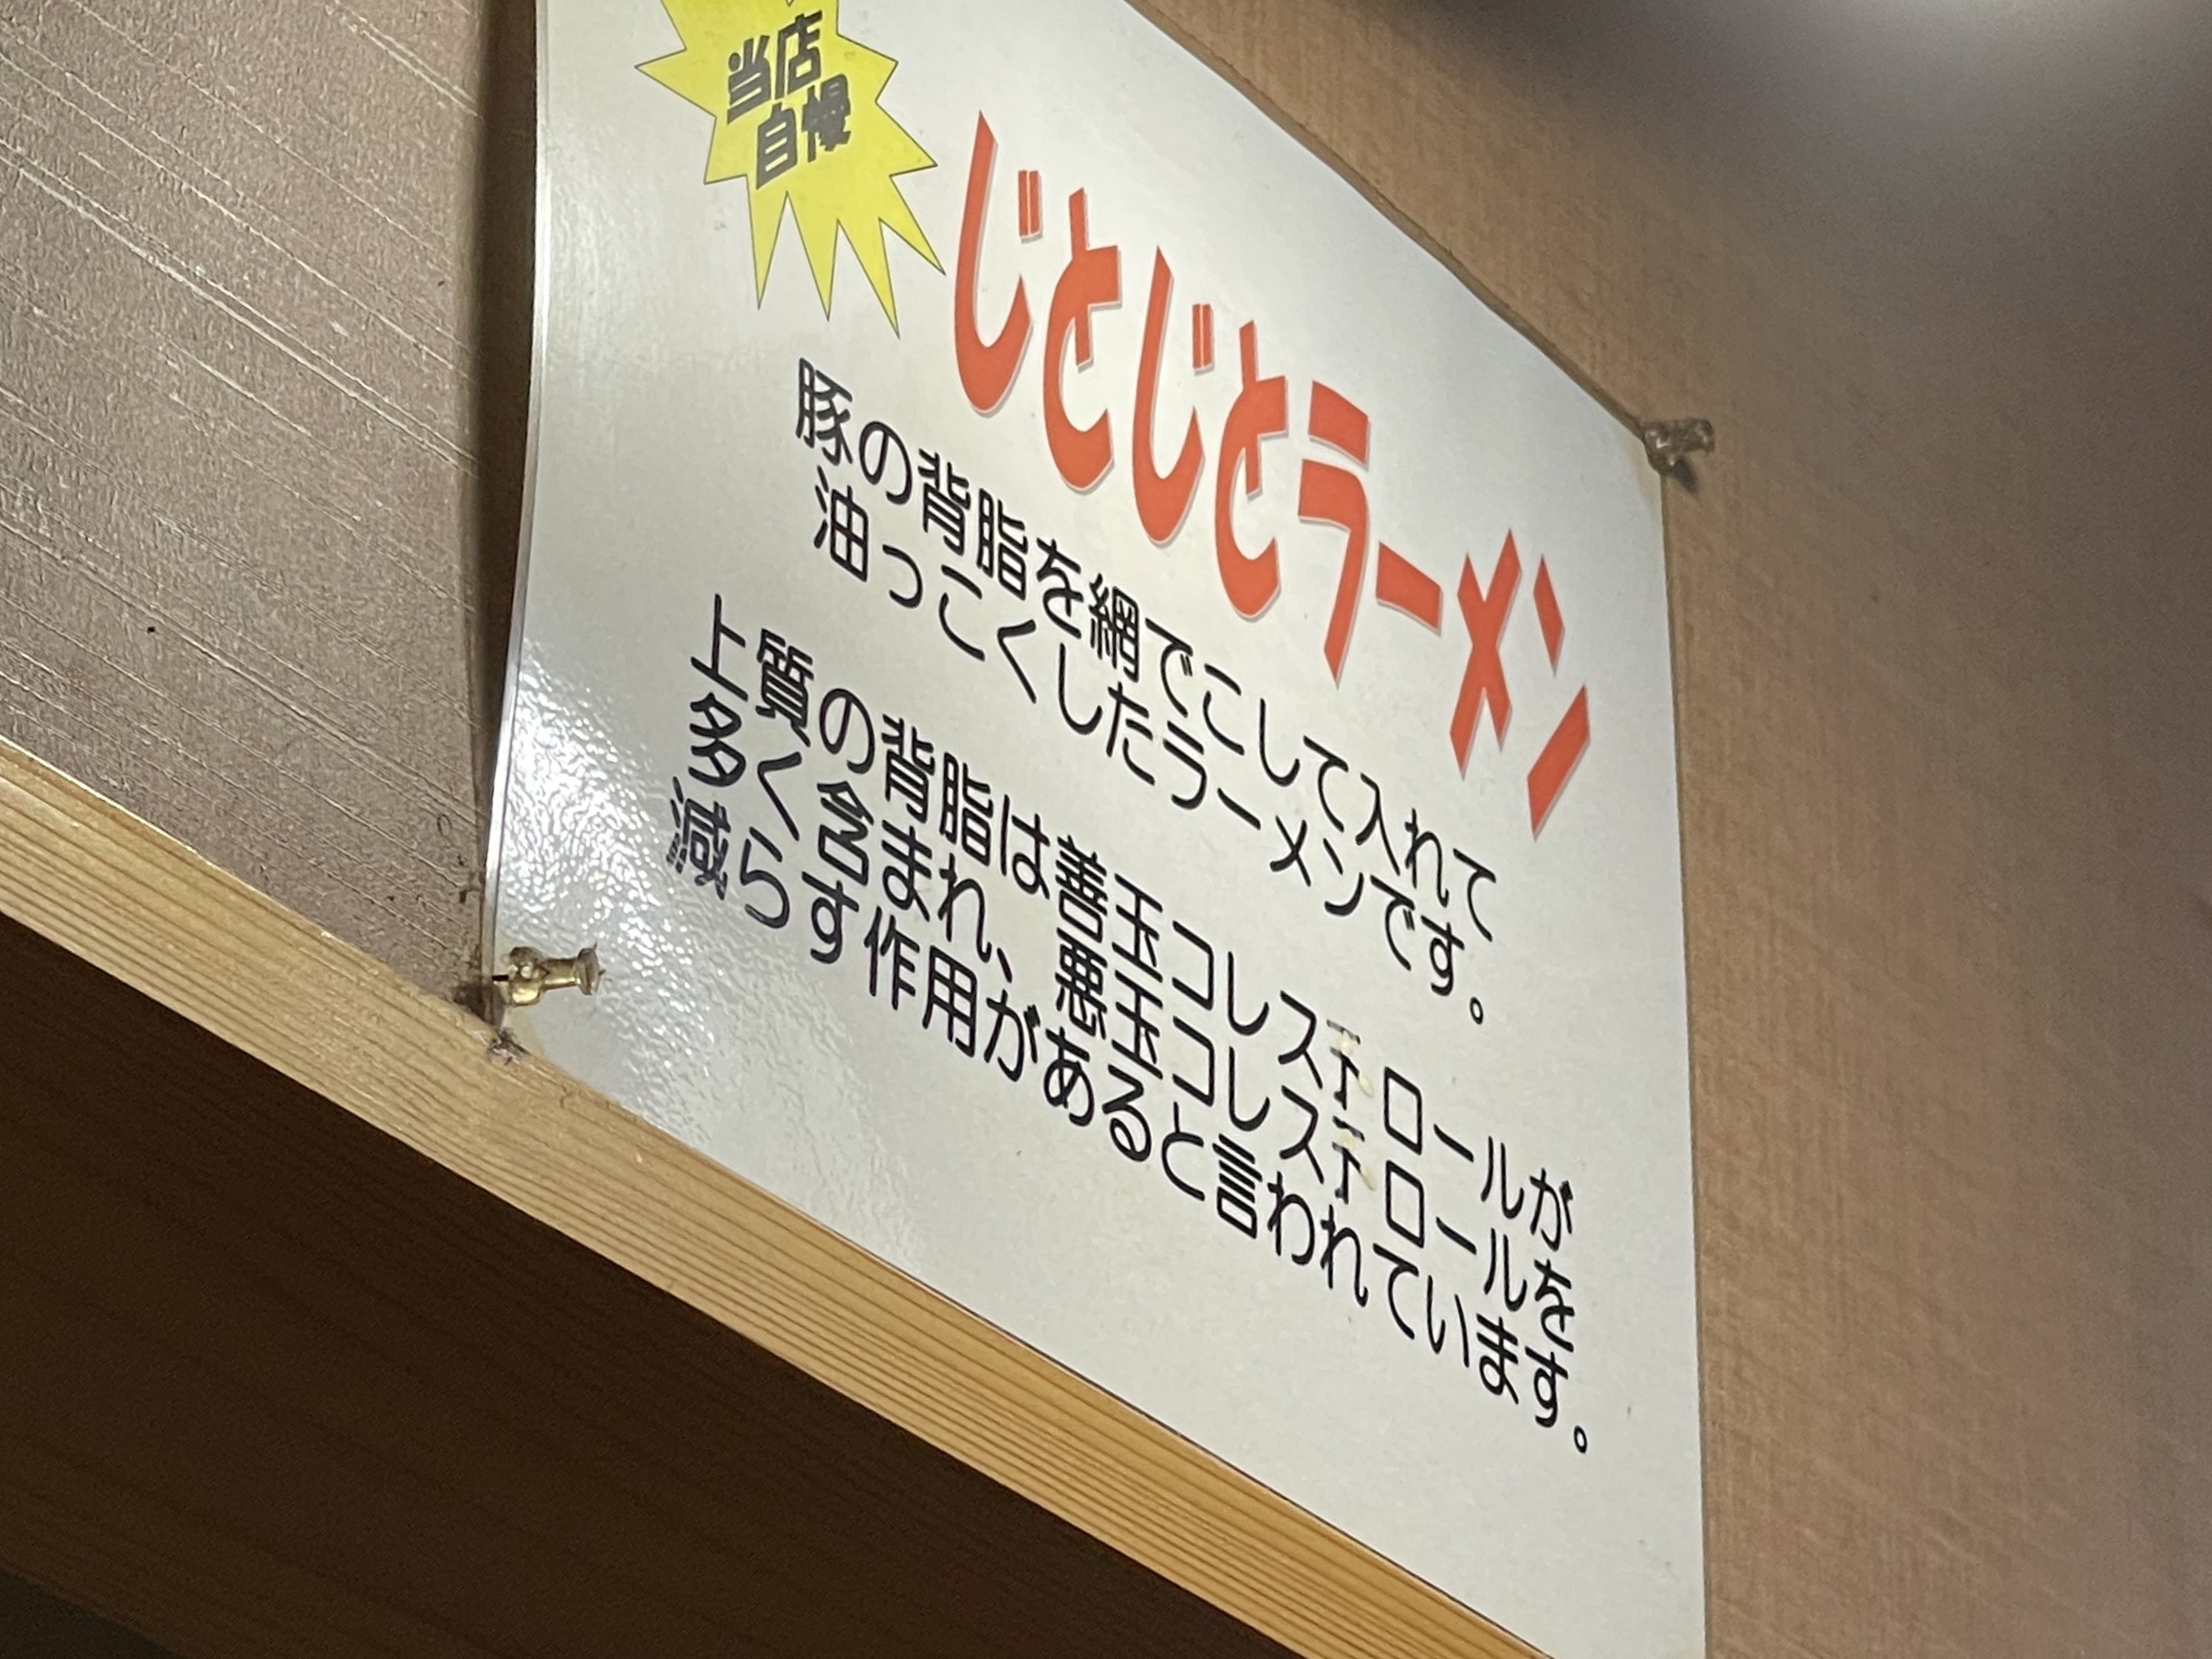 当店
自慢
じとじとラーメン
豚の背脂を網でこして入れて
油っこくしたラーメンです。
上質の背脂は善玉コレステロールが
多く含まれ、悪玉コレステロールを
減らす作用があると言われています。